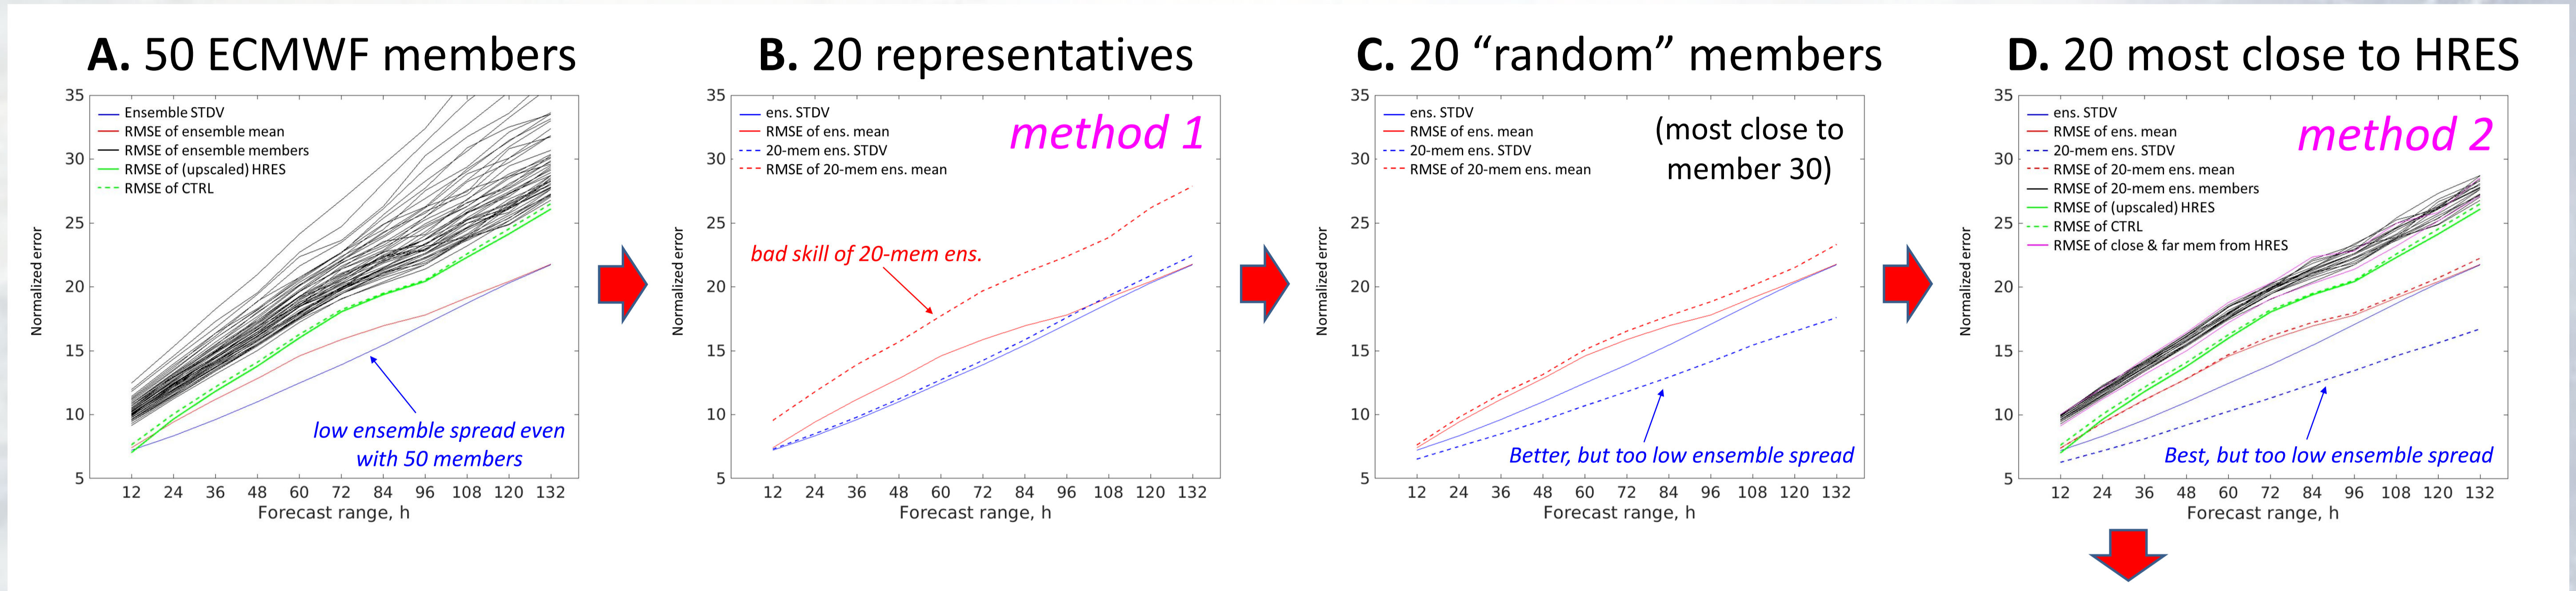 A. 50 ECMWF members
35
30
25
20
15
10
5
Normalized error
Ensemble STDV
RMSE of ensemble mean
RMSE of ensemble members
RMSE of (upscaled) HRES
RMSE of CTRL
low ensemble spread even
with 50 members
12 24 36 48 60 72 84 96 108 120 132
Forecast range, h
B. 20 representatives
35
30
25
20
15
10
5
Normalized error
ens. STDV
RMSE of ens. mean
20-mem ens. STDV
RMSE of 20-mem ens. mean
method 1
bad skill of 20-mem ens.
12 24 36 48 60 72 84 96 108 120 132
Forecast range, h
C. 20 “random” members
35
30
25
20
15
10
5
Normalized error
ens. STDV
RMSE of ens. mean
20-mem ens. STDV
RMSE of 20-mem ens. mean
(most close to
member 30)
Better, but too low ensemble spread
12 24 36 48 60 72 84 96 108 120 132
Forecast range, h
D. 20 most close to HRES
35
30
25
20
15
10
5
Normalized error
ens. STDV
RMSE of ens. mean
20-mem ens. STDV
RMSE of 20-mem ens. mean
RMSE of 20-mem ens. members
RMSE of (upscaled) HRES
RMSE of CTRL
RMSE of close & far mem from HRES
method 2
Best, but too low ensemble spread
12 24 36 48 60 72 84 96 108 120 132
Forecast range, h